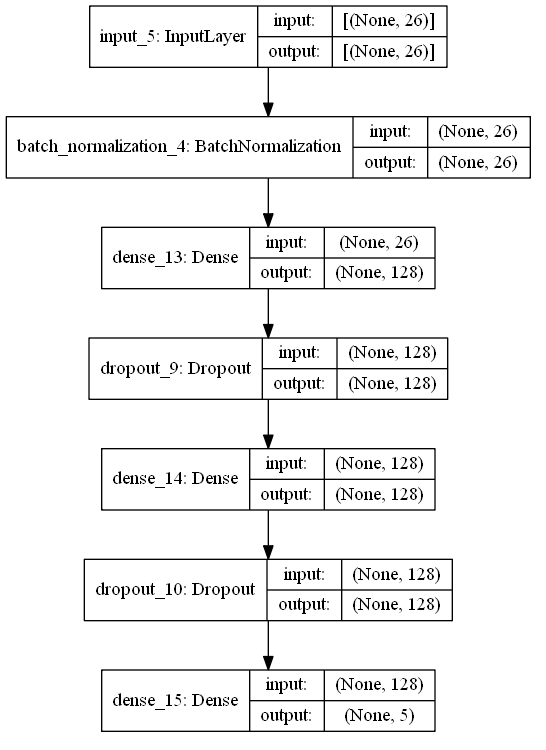 input_5: InputLayer
input: [(None, 26)]
output: [(None, 26)]
batch_normalization_4: BatchNormalization
input: (None, 26)
output: (None, 26)
dense_13: Dense
input: (None, 26)
output: (None, 128)
dropout_9: Dropout
input: (None, 128)
output: (None, 128)
dense_14: Dense
input: (None, 128)
output: (None, 128)
dropout_10: Dropout
input: (None, 128)
output: (None, 128)
dense_15: Dense
input: (None, 128)
output: (None, 5)